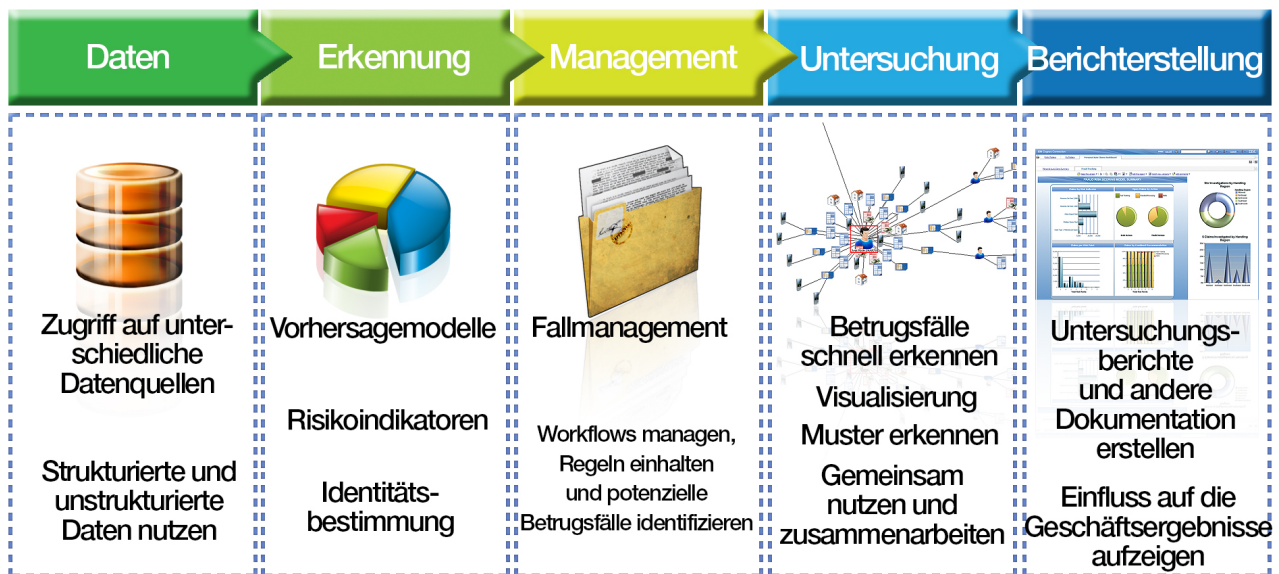 Daten
Erkennung
Management
Untersuchung
Berichterstellung
Zugriff auf unter-
schiedliche
Datenquellen
Strukturierte und
unstrukturierte
Daten nutzen
Vorhersagemodelle
Risikoindikatoren
Identitäts-
bestimmung
Fallmanagement
Workflows managen,
Regeln einhalten
und potenzielle
Betrugsfälle identifizieren
Betrugsfälle
schnell erkennen
Visualisierung
Muster erkennen
Gemeinsam
nutzen und
zusammenarbeiten
Untersuchungs-
berichte
und andere
Dokumentation
erstellen
Einfluss auf die
Geschäftsergebnisse
aufzeigen